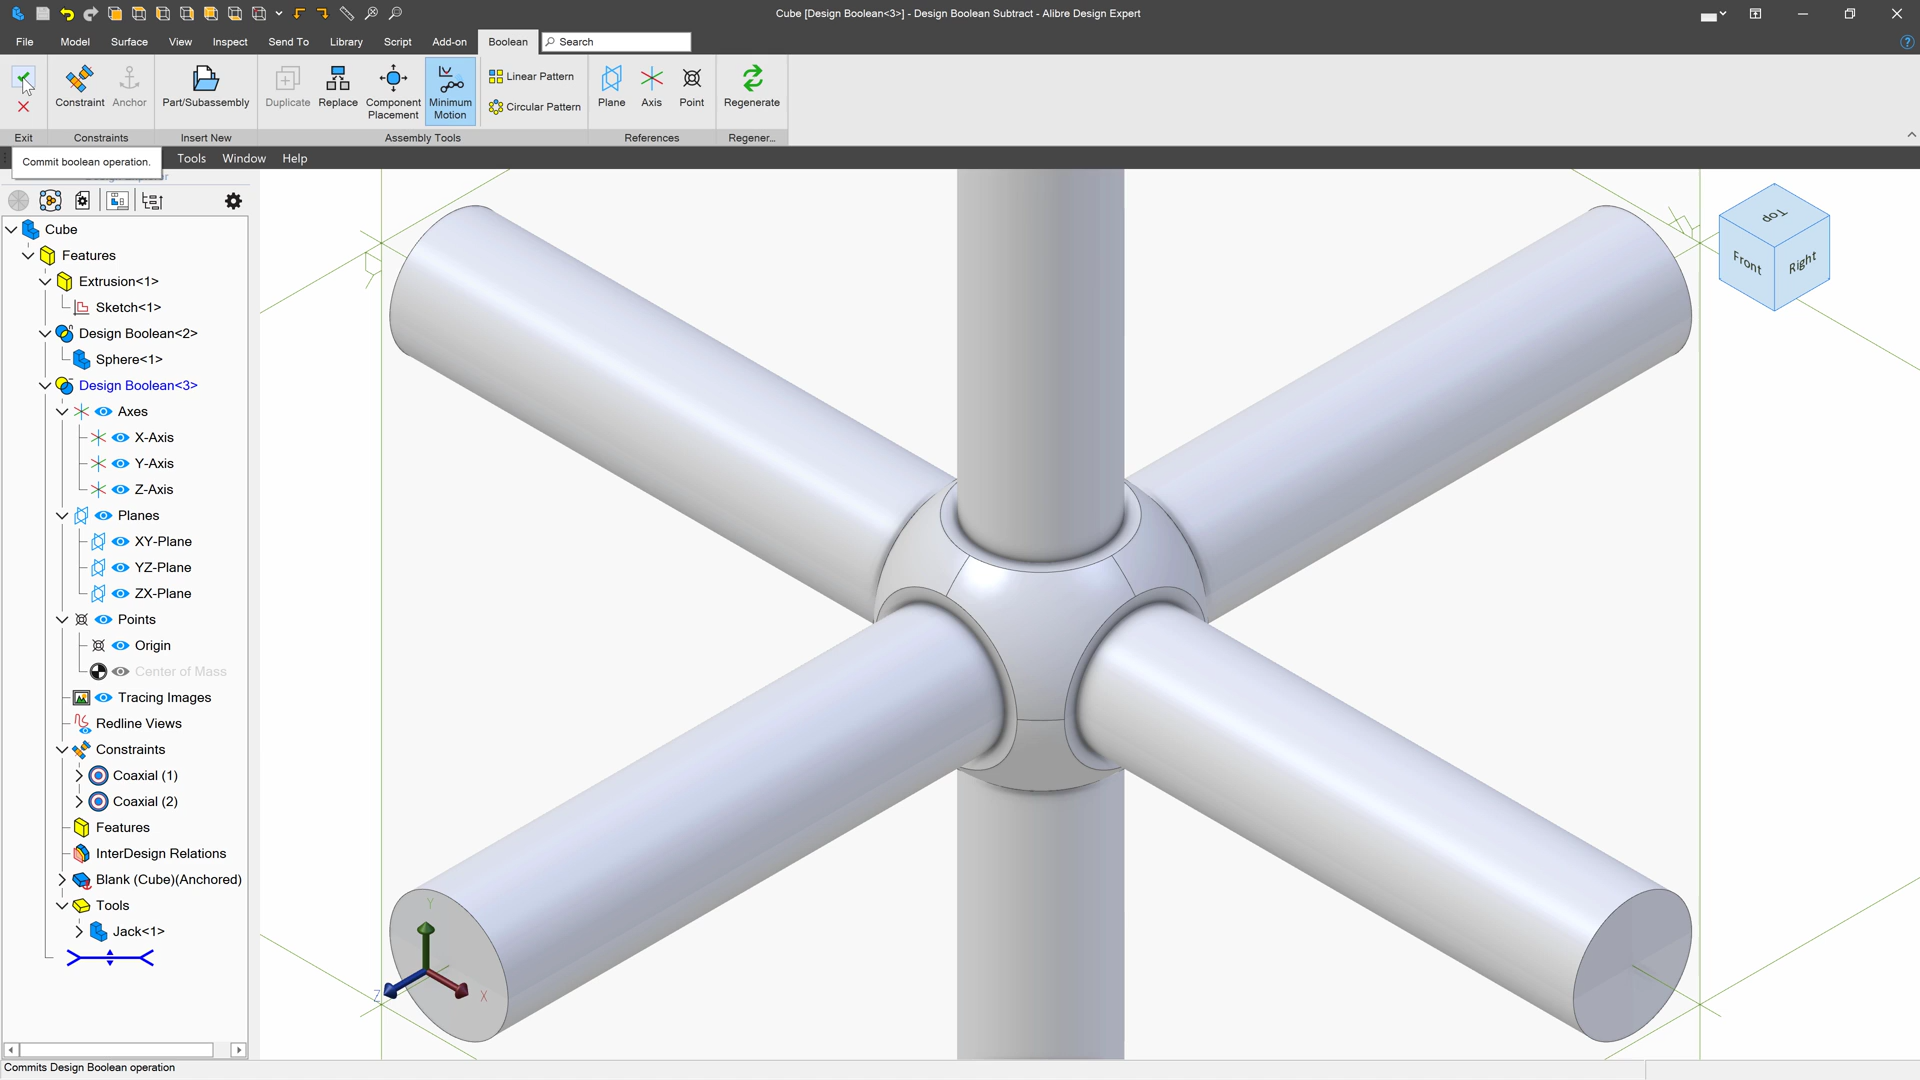 Cube [Design Boolean<3>] - Design Boolean Subtract - Alibre Design Expert
File Model Surface View Inspect Send To Library Script Add-on Boolean Search
Constraint Anchor Part/Subassembly Duplicate Replace Component Placement Minimum Motion Linear Pattern Circular Pattern Plane Axis Point Regenerate
Exit Constraints Insert New Assembly Tools References Regener...
Commit boolean operation. Tools Window Help
Cube
Features
Extrusion<1>
Sketch<1>
Design Boolean<2>
Sphere<1>
Design Boolean<3>
Axes
X-Axis
Y-Axis
Z-Axis
Planes
XY-Plane
YZ-Plane
ZX-Plane
Points
Origin
Center of Mass
Tracing Images
Redline Views
Constraints
Coaxial (1)
Coaxial (2)
Features
InterDesign Relations
Blank (Cube)(Anchored)
Tools
Jack<1>
Top
Front Right
Y
Z X
Commits Design Boolean operation